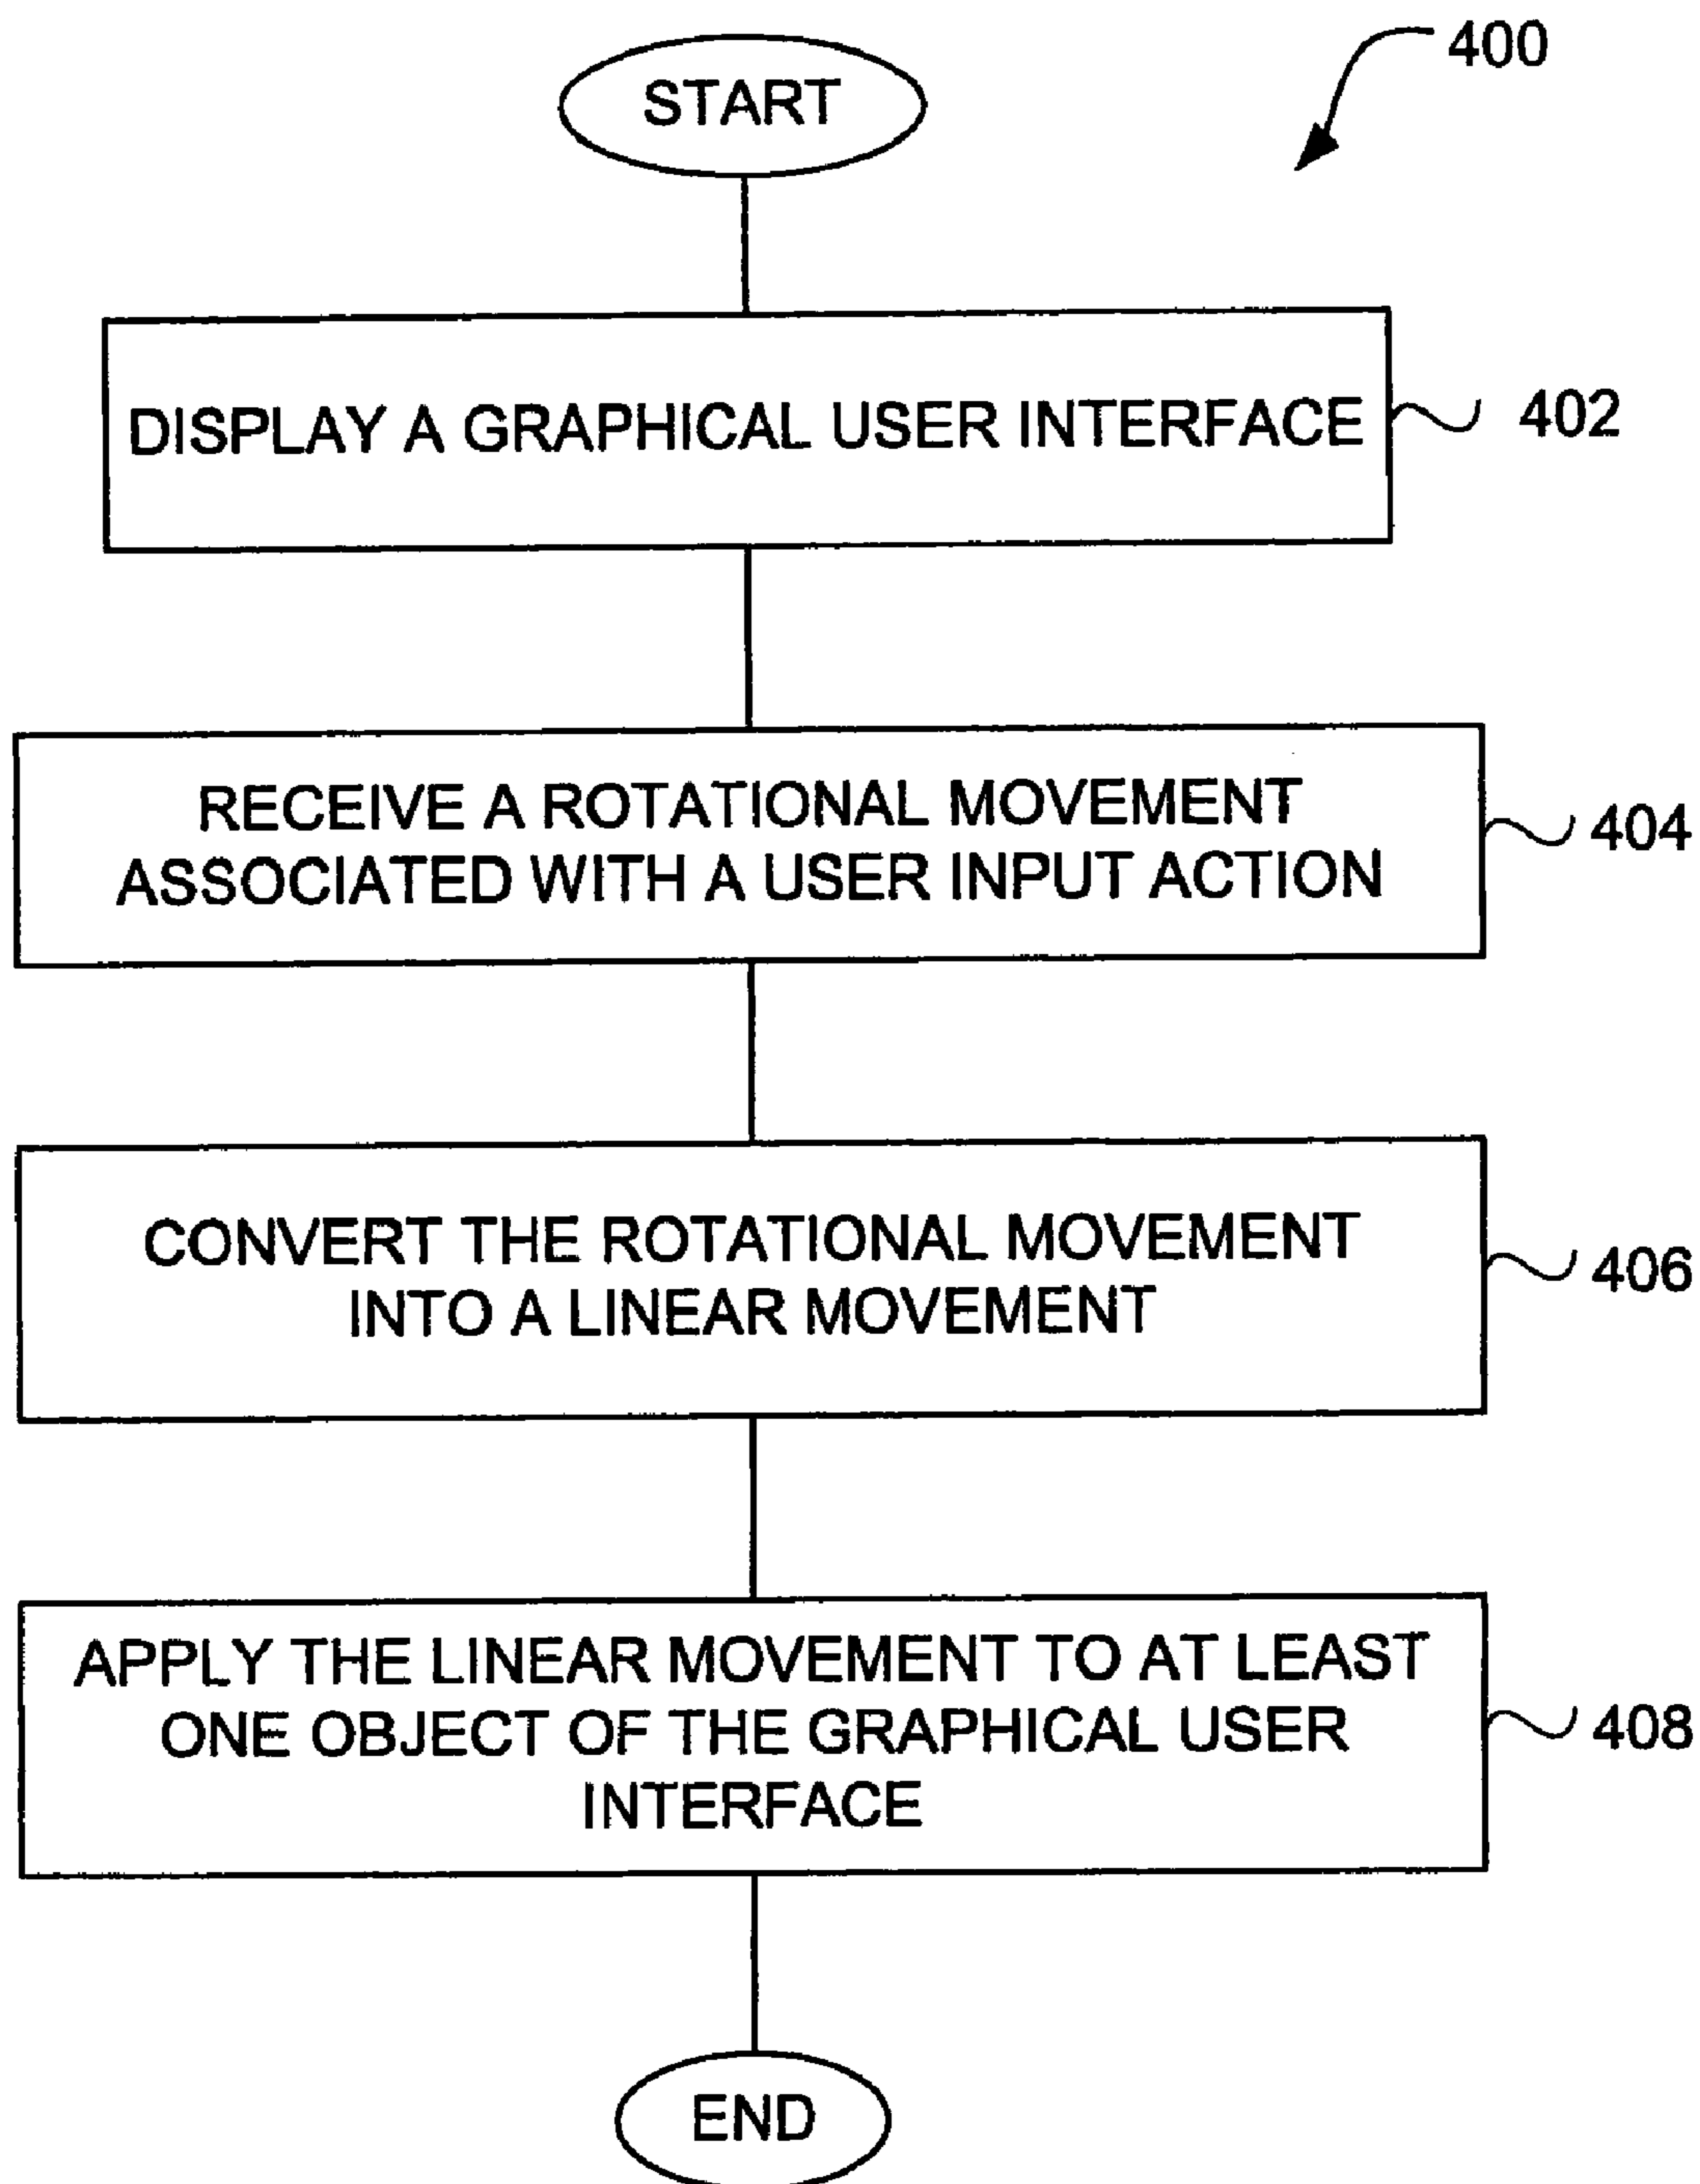 400
START
DISPLAY A GRAPHICAL USER INTERFACE
402
RECEIVE A ROTATIONAL MOVEMENT
ASSOCIATED WITH A USER INPUT ACTION
404
CONVERT THE ROTATIONAL MOVEMENT
INTO A LINEAR MOVEMENT
406
APPLY THE LINEAR MOVEMENT TO AT LEAST
ONE OBJECT OF THE GRAPHICAL USER
INTERFACE
408
END